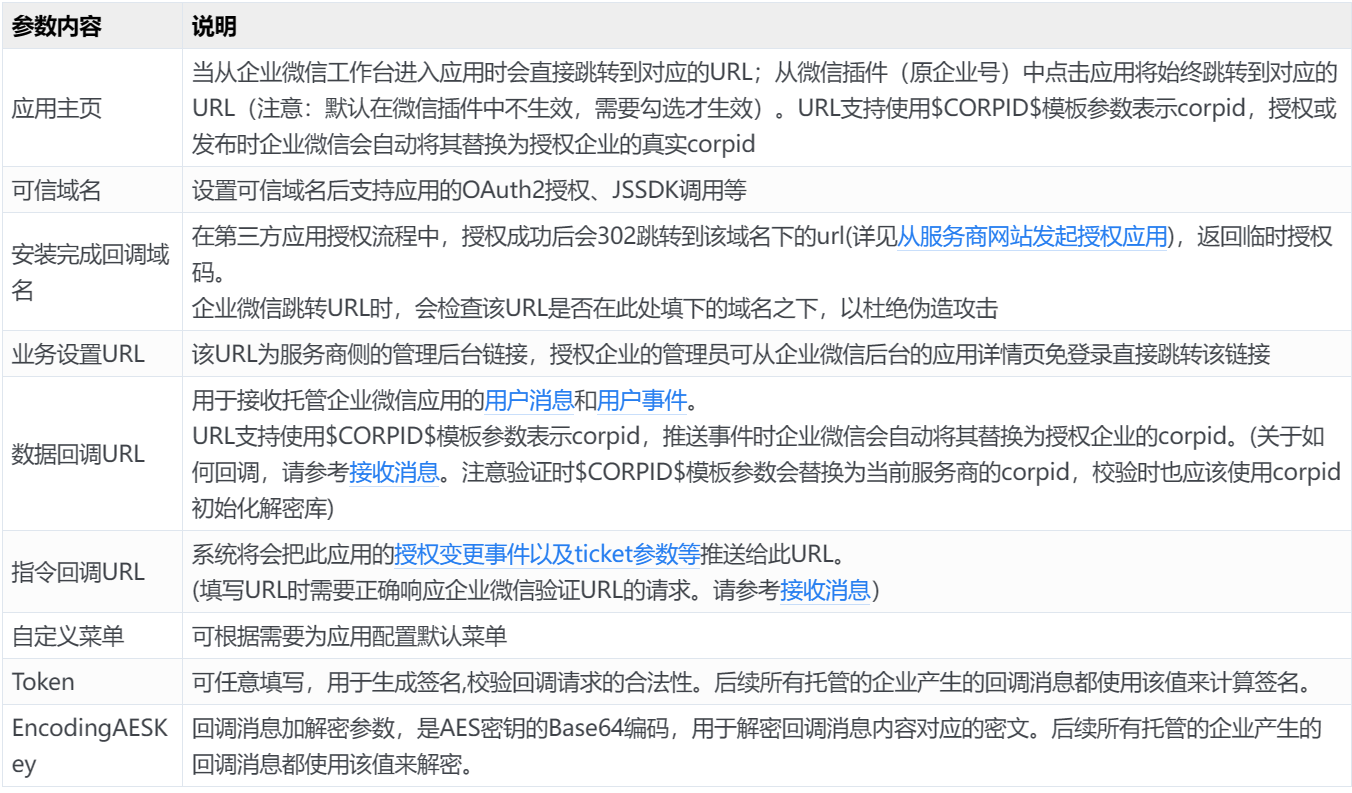 参数内容
说明
应用主页
当从企业微信工作台进入应用时会直接跳转到对应的URL；从微信插件（原企业号）中点击应用将始终跳转到对应的
URL（注意：默认在微信插件中不生效，需要勾选才生效）。URL支持使用$CORPID$模板参数表示corpid，授权或
发布时企业微信会自动将其替换为授权企业的真实corpid
可信域名
设置可信域名后支持应用的OAuth2授权、JSSDK调用等
安装完成回调域
名
在第三方应用授权流程中，授权成功后会302跳转到该域名下的url(详见从服务商网站发起授权应用)，返回临时授权
码。
企业微信跳转URL时，会检查该URL是否在此处填下的域名之下，以杜绝伪造攻击
业务设置URL
该URL为服务商侧的管理后台链接，授权企业的管理员可从企业微信后台的应用详情页免登录直接跳转该链接
数据回调URL
用于接收托管企业微信应用的用户消息和用户事件。
URL支持使用$CORPID$模板参数表示corpid，推送事件时企业微信会自动将其替换为授权企业的corpid。(关于如
何回调，请参考接收消息。注意验证时$CORPID$模板参数会替换为当前服务商的corpid，校验时也应该使用corpid
初始化解密库)
指令回调URL
系统将会把此应用的授权变更事件以及ticket参数等推送给此URL。
(填写URL时需要正确响应企业微信验证URL的请求。请参考接收消息)
自定义菜单
可根据需要为应用配置默认菜单
Token
可任意填写，用于生成签名,校验回调请求的合法性。后续所有托管的企业产生的回调消息都使用该值来计算签名。
EncodingAESK
ey
回调消息加解密参数，是AES密钥的Base64编码，用于解密回调消息内容对应的密文。后续所有托管的企业产生的
回调消息都使用该值来解密。